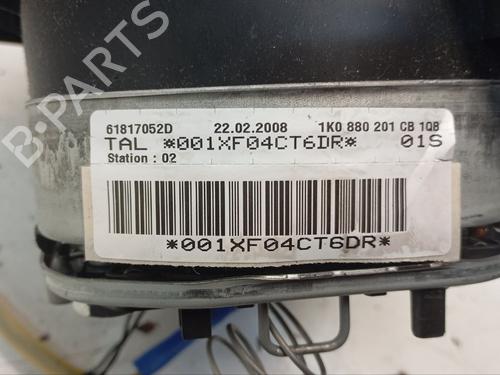 B-PARTS
61817052D 22.02.2008 1K0 880 201 CB 1QB
TAL *001XF04CT6DR* 01S
Station : 02
*001XF04CT6DR*